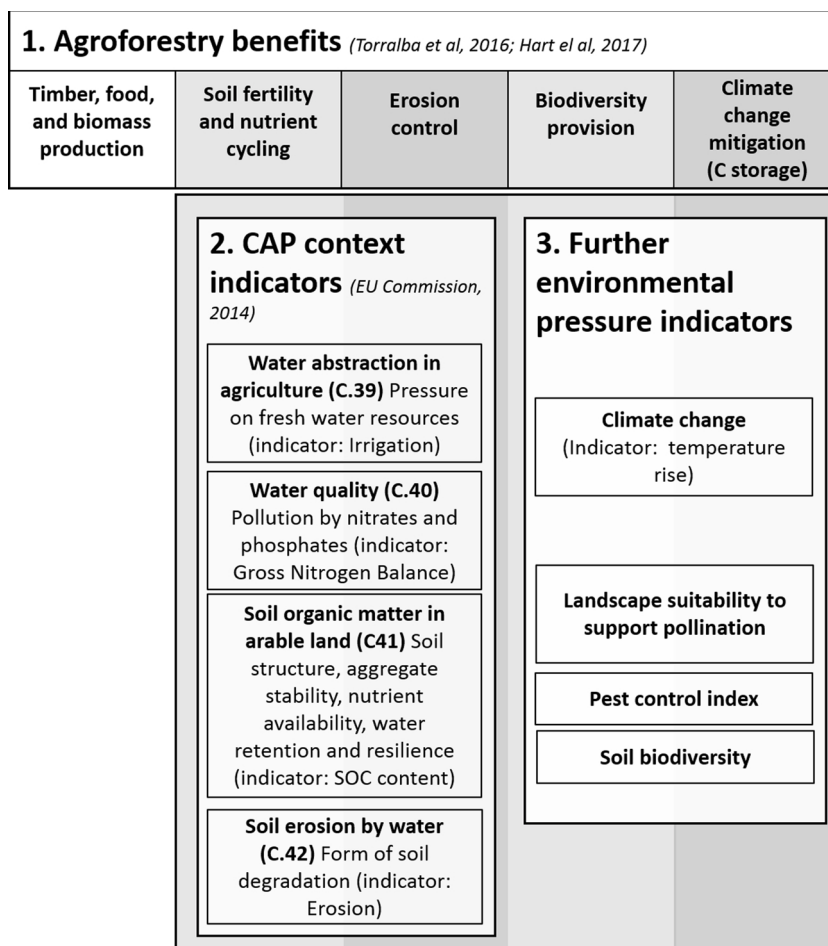 1. Agroforestry benefits (Torralba et al, 2016; Hart el al, 2017)
Timber, food,
and biomass
production
Soil fertility
and nutrient
cycling
Erosion
control
Biodiversity
provision
Climate
change
mitigation
(C storage)
2. CAP context
indicators (EU Commission,
2014)
Water abstraction in
agriculture (C.39) Pressure
on fresh water resources
(indicator: Irrigation)
Water quality (C.40)
Pollution by nitrates and
phosphates (indicator:
Gross Nitrogen Balance)
Soil organic matter in
arable land (C41) Soil
structure, aggregate
stability, nutrient
availability, water
retention and resilience
(indicator: SOC content)
Soil erosion by water
(C.42) Form of soil
degradation (indicator:
Erosion)
3. Further
environmental
pressure indicators
Climate change
(Indicator: temperature
rise)
Landscape suitability to
support pollination
Pest control index
Soil biodiversity